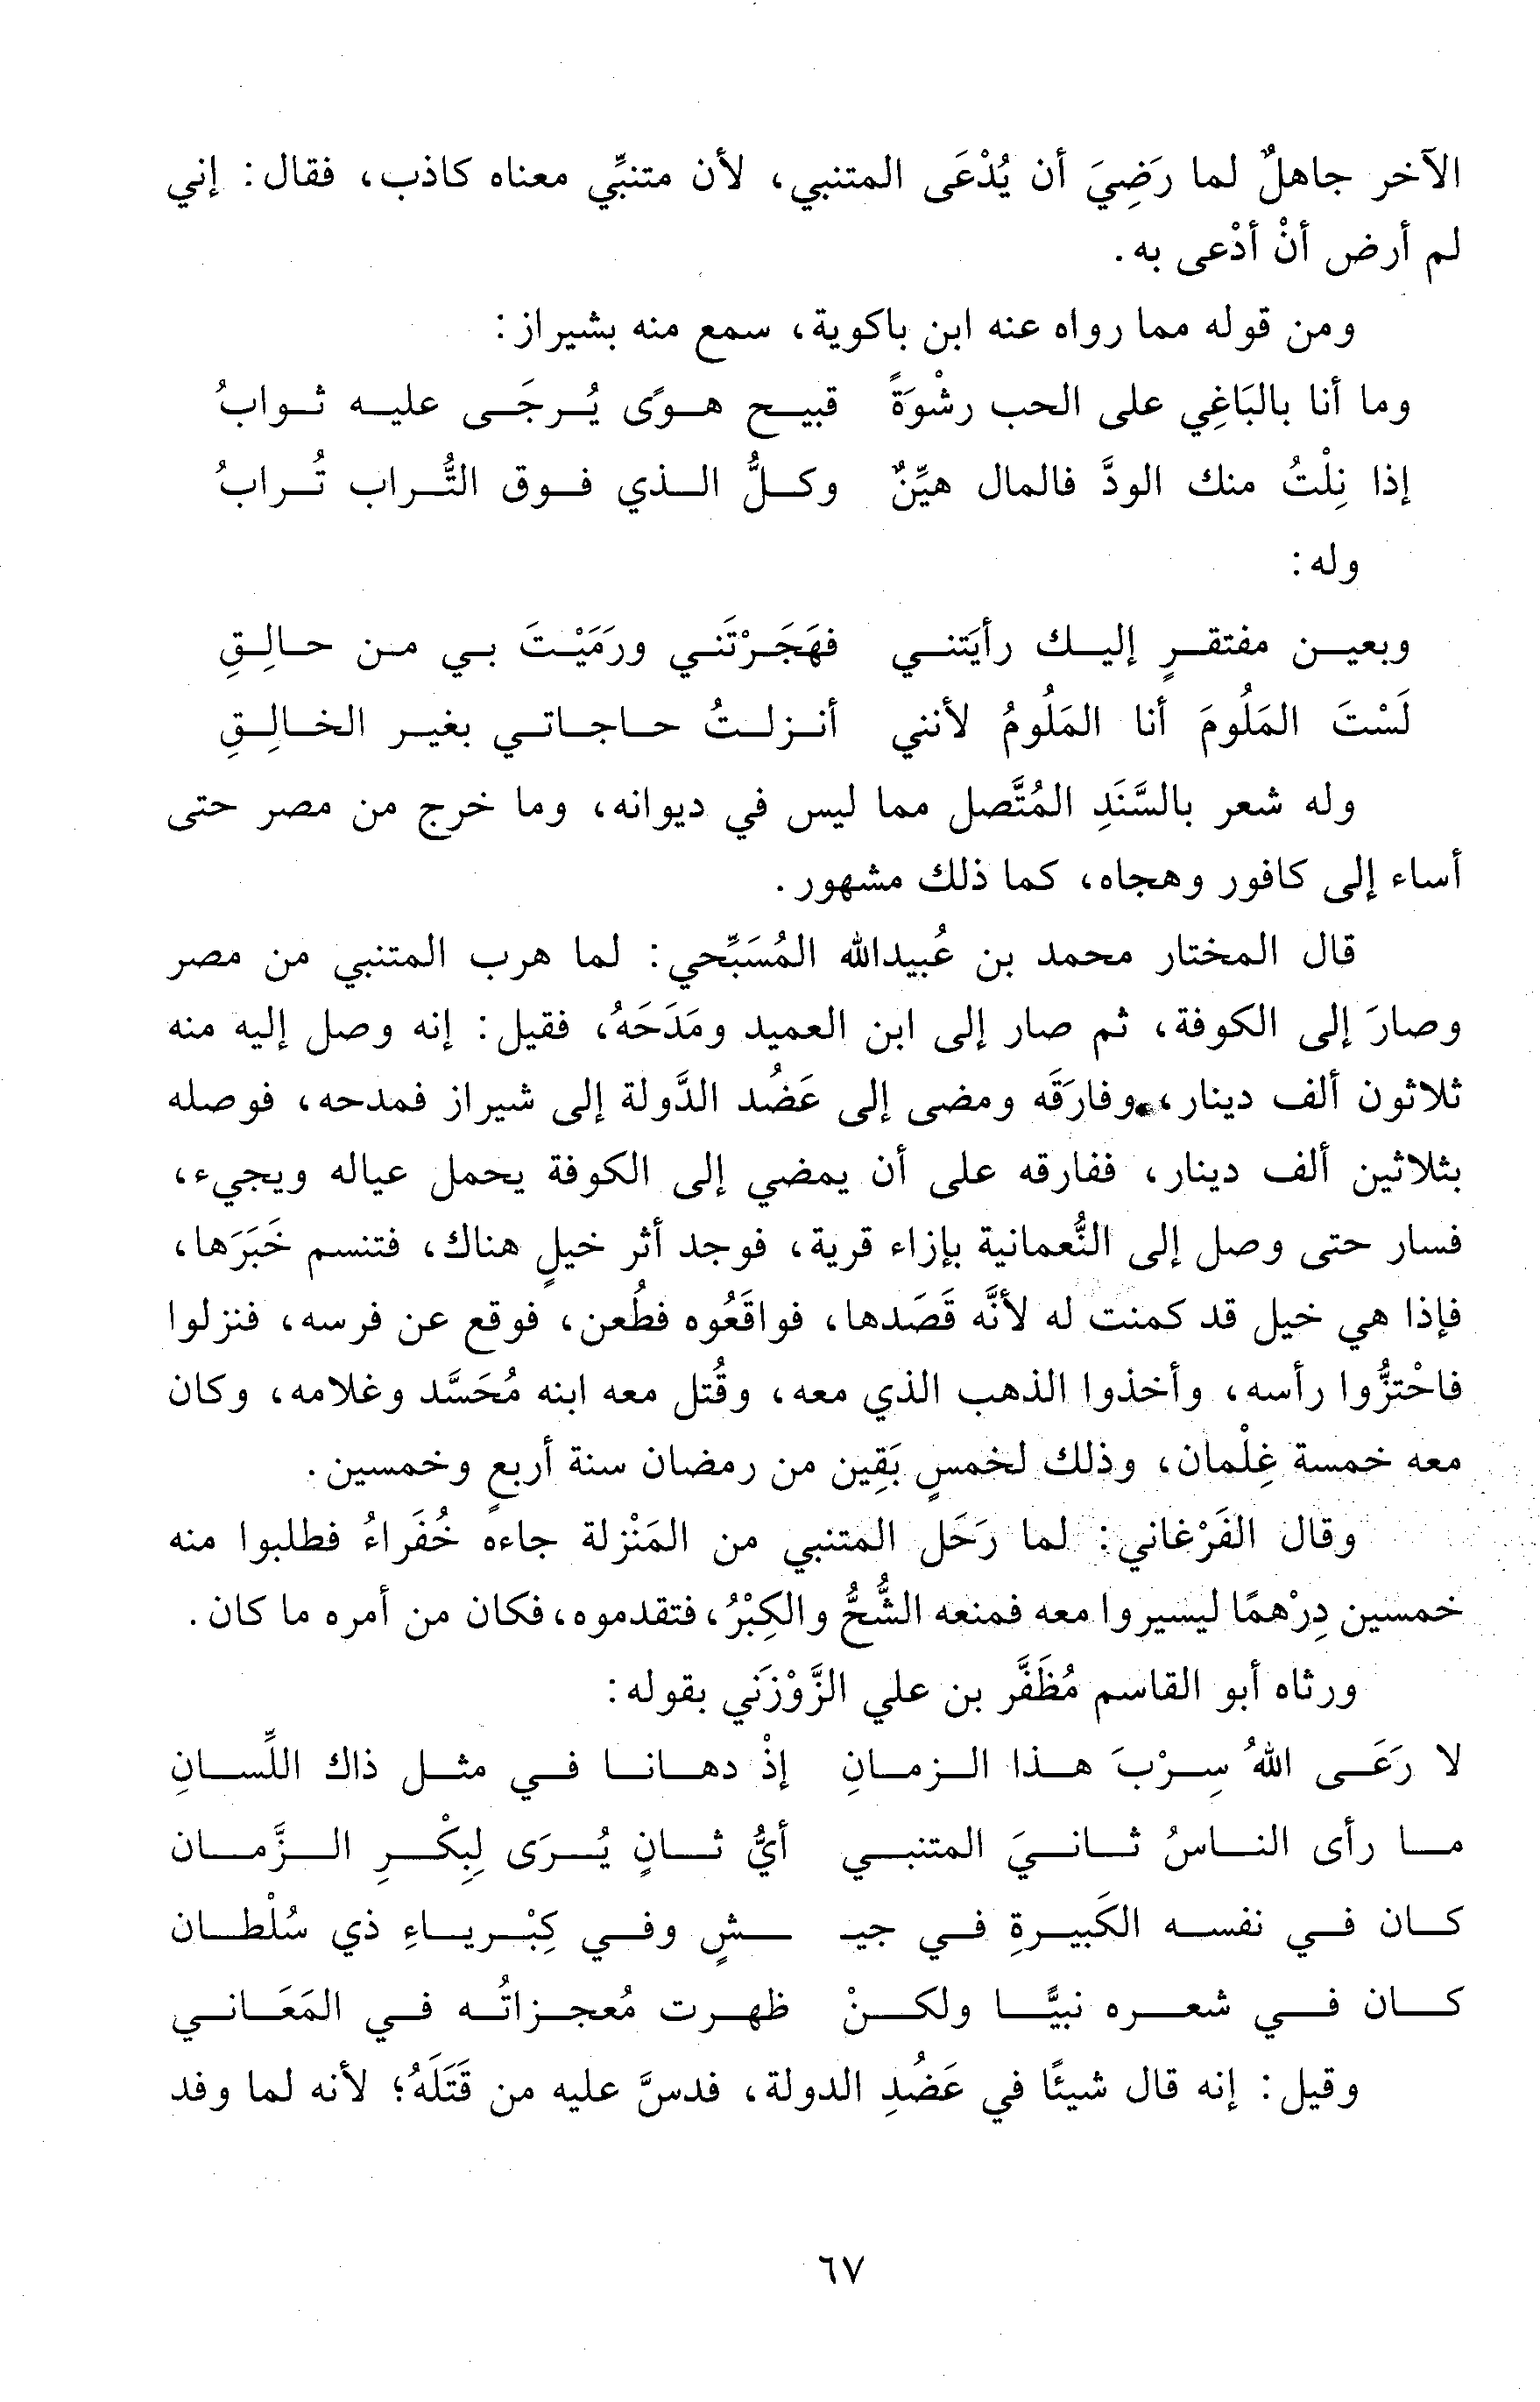 الآخر جاهلٌ لما رَضِيَ أن يُدْعَى المتنبي، لأن متنبِّي معناه كاذب، فقال: إني
لم أرض أنْ أدْعى به.
ومن قوله مما رواه عنه ابن باكوية، سمع منه بشيراز:
وما أنا بالبَاغِي على الحب رشْوَةً قبيح هوًى يُرجَى عليه ثوابُ
إذا نِلْتُ منك الودَّ فالمال هيِّنٌ وكلُّ الذي فوق التُّراب تُرابُ
وله:
وبعين مفتقرٍ إليك رأيَتني فهَجَرْتَني ورَمَيْتَ بي من حالِقِ
لَسْتَ المَلُومَ أنا المَلُومُ لأنني أنزلتُ حاجاتي بغير الخالِقِ
وله شعر بالسَّنَدِ المُتَّصل مما ليس في ديوانه، وما خرج من مصر حتى
أساء إلى كافور وهجاه، كما ذلك مشهور.
قال المختار محمد بن عُبيدالله المُسَبِّحي: لما هرب المتنبي من مصر
وصارَ إلى الكوفة، ثم صار إلى ابن العميد ومَدَحَهُ، فقيل: إنه وصل إليه منه
ثلاثون ألف دينار، وفارَقَه ومضى إلى عَضُد الدَّولة إلى شيراز فمدحه، فوصله
بثلاثين ألف دينار، ففارقه على أن يمضي إلى الكوفة يحمل عياله ويجيء،
فسار حتى وصل إلى النُّعمانية بإزاء قرية، فوجد أثر خيلٍ هناك، فتنسم خَبَرَها،
فإذا هي خيل قد كمنت له لأنَّه قَصَدها، فواقَعُوه فطُعن، فوقع عن فرسه، فنزلوا
فاحْتزُّوا رأسه، وأخذوا الذهب الذي معه، وقُتل معه ابنه مُحَسَّد وغلامه، وكان
معه خمسة غِلْمان، وذلك لخمسٍ بَقِين من رمضان سنة أربعٍ وخمسين.
وقال الفَرْغاني: لما رَحَل المتنبي من المَنْزلة جاءه خُفَراءُ فطلبوا منه
خمسين دِرْهمًا ليسيروا معه فمنعه الشُّحُّ والكِبْرُ، فتقدموه، فكان من أمره ما كان.
ورثاه أبو القاسم مُظَفَّر بن علي الزَّوْزَني بقوله:
لا رَعَى اللهُ سِرْبَ هذا الزمانِ إذْ دهانا في مثل ذاك اللِّسانِ
ما رأى الناسُ ثانيَ المتنبي أيُّ ثانٍ يُرَى لِبِكْرِ الزَّمان
كان في نفسه الكَبيرةِ في جيـ ـشٍ وفي كِبْرياءِ ذي سُلْطان
كان في شعره نبيًّا ولكنْ ظهرت مُعجزاتُه في المَعَاني
وقيل: إنه قال شيئًا في عَضُدِ الدولة، فدسَّ عليه من قَتَلَهُ؛ لأنه لما وفد
٦٧